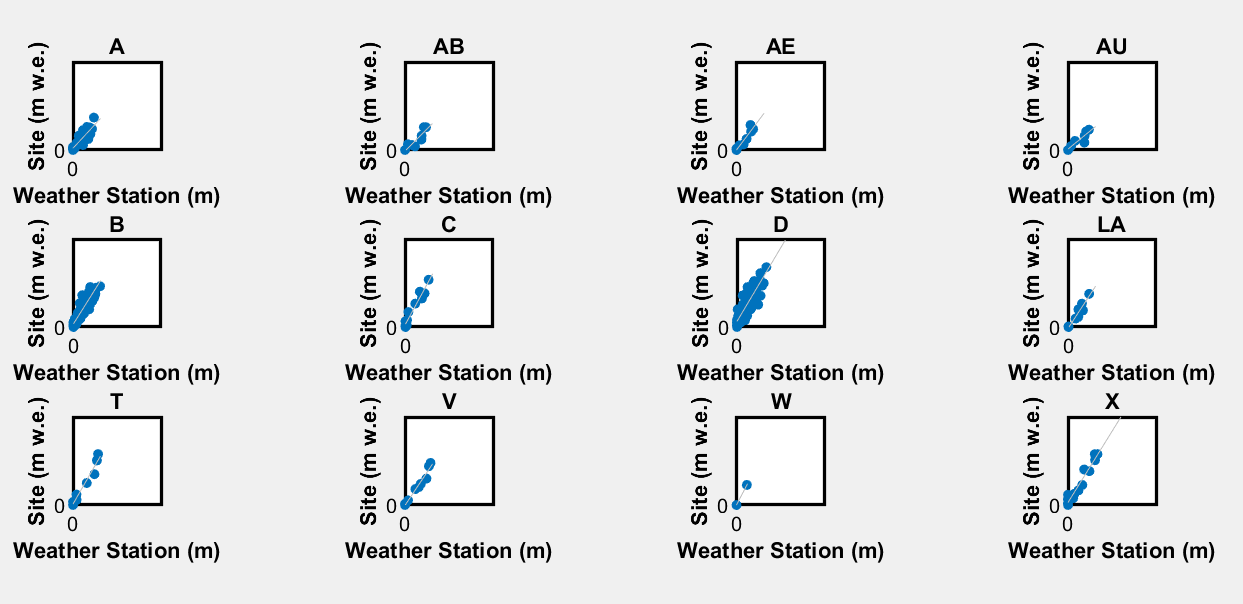 A AB AE AU
Site (m w.e.) Site (m w.e.) Site (m w.e.) Site (m w.e.)
0 0 0 0
0 0 0 0
Weather Station (m) Weather Station (m) Weather Station (m) Weather Station (m)
B C D LA
Site (m w.e.) Site (m w.e.) Site (m w.e.) Site (m w.e.)
0 0 0 0
0 0 0 0
Weather Station (m) Weather Station (m) Weather Station (m) Weather Station (m)
T V W X
Site (m w.e.) Site (m w.e.) Site (m w.e.) Site (m w.e.)
0 0 0 0
0 0 0 0
Weather Station (m) Weather Station (m) Weather Station (m) Weather Station (m)